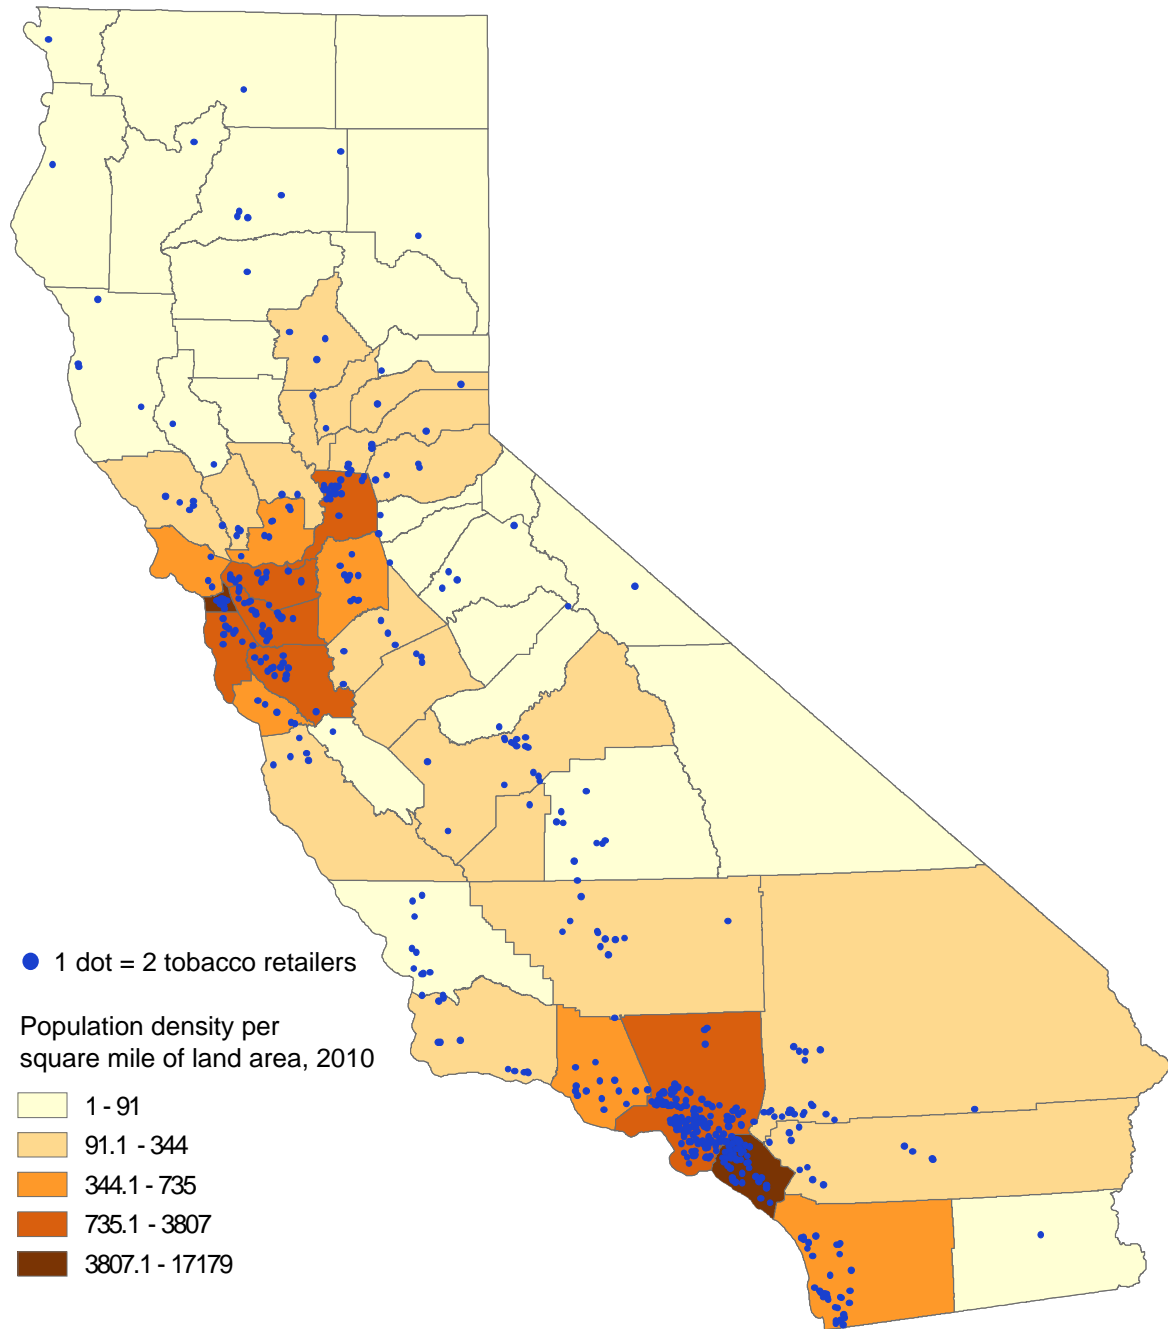 1 dot = 2 tobacco retailers
Population density per
square mile of land area, 2010
1 - 91
91.1 - 344
344.1 - 735
735.1 - 3807
3807.1 - 17179